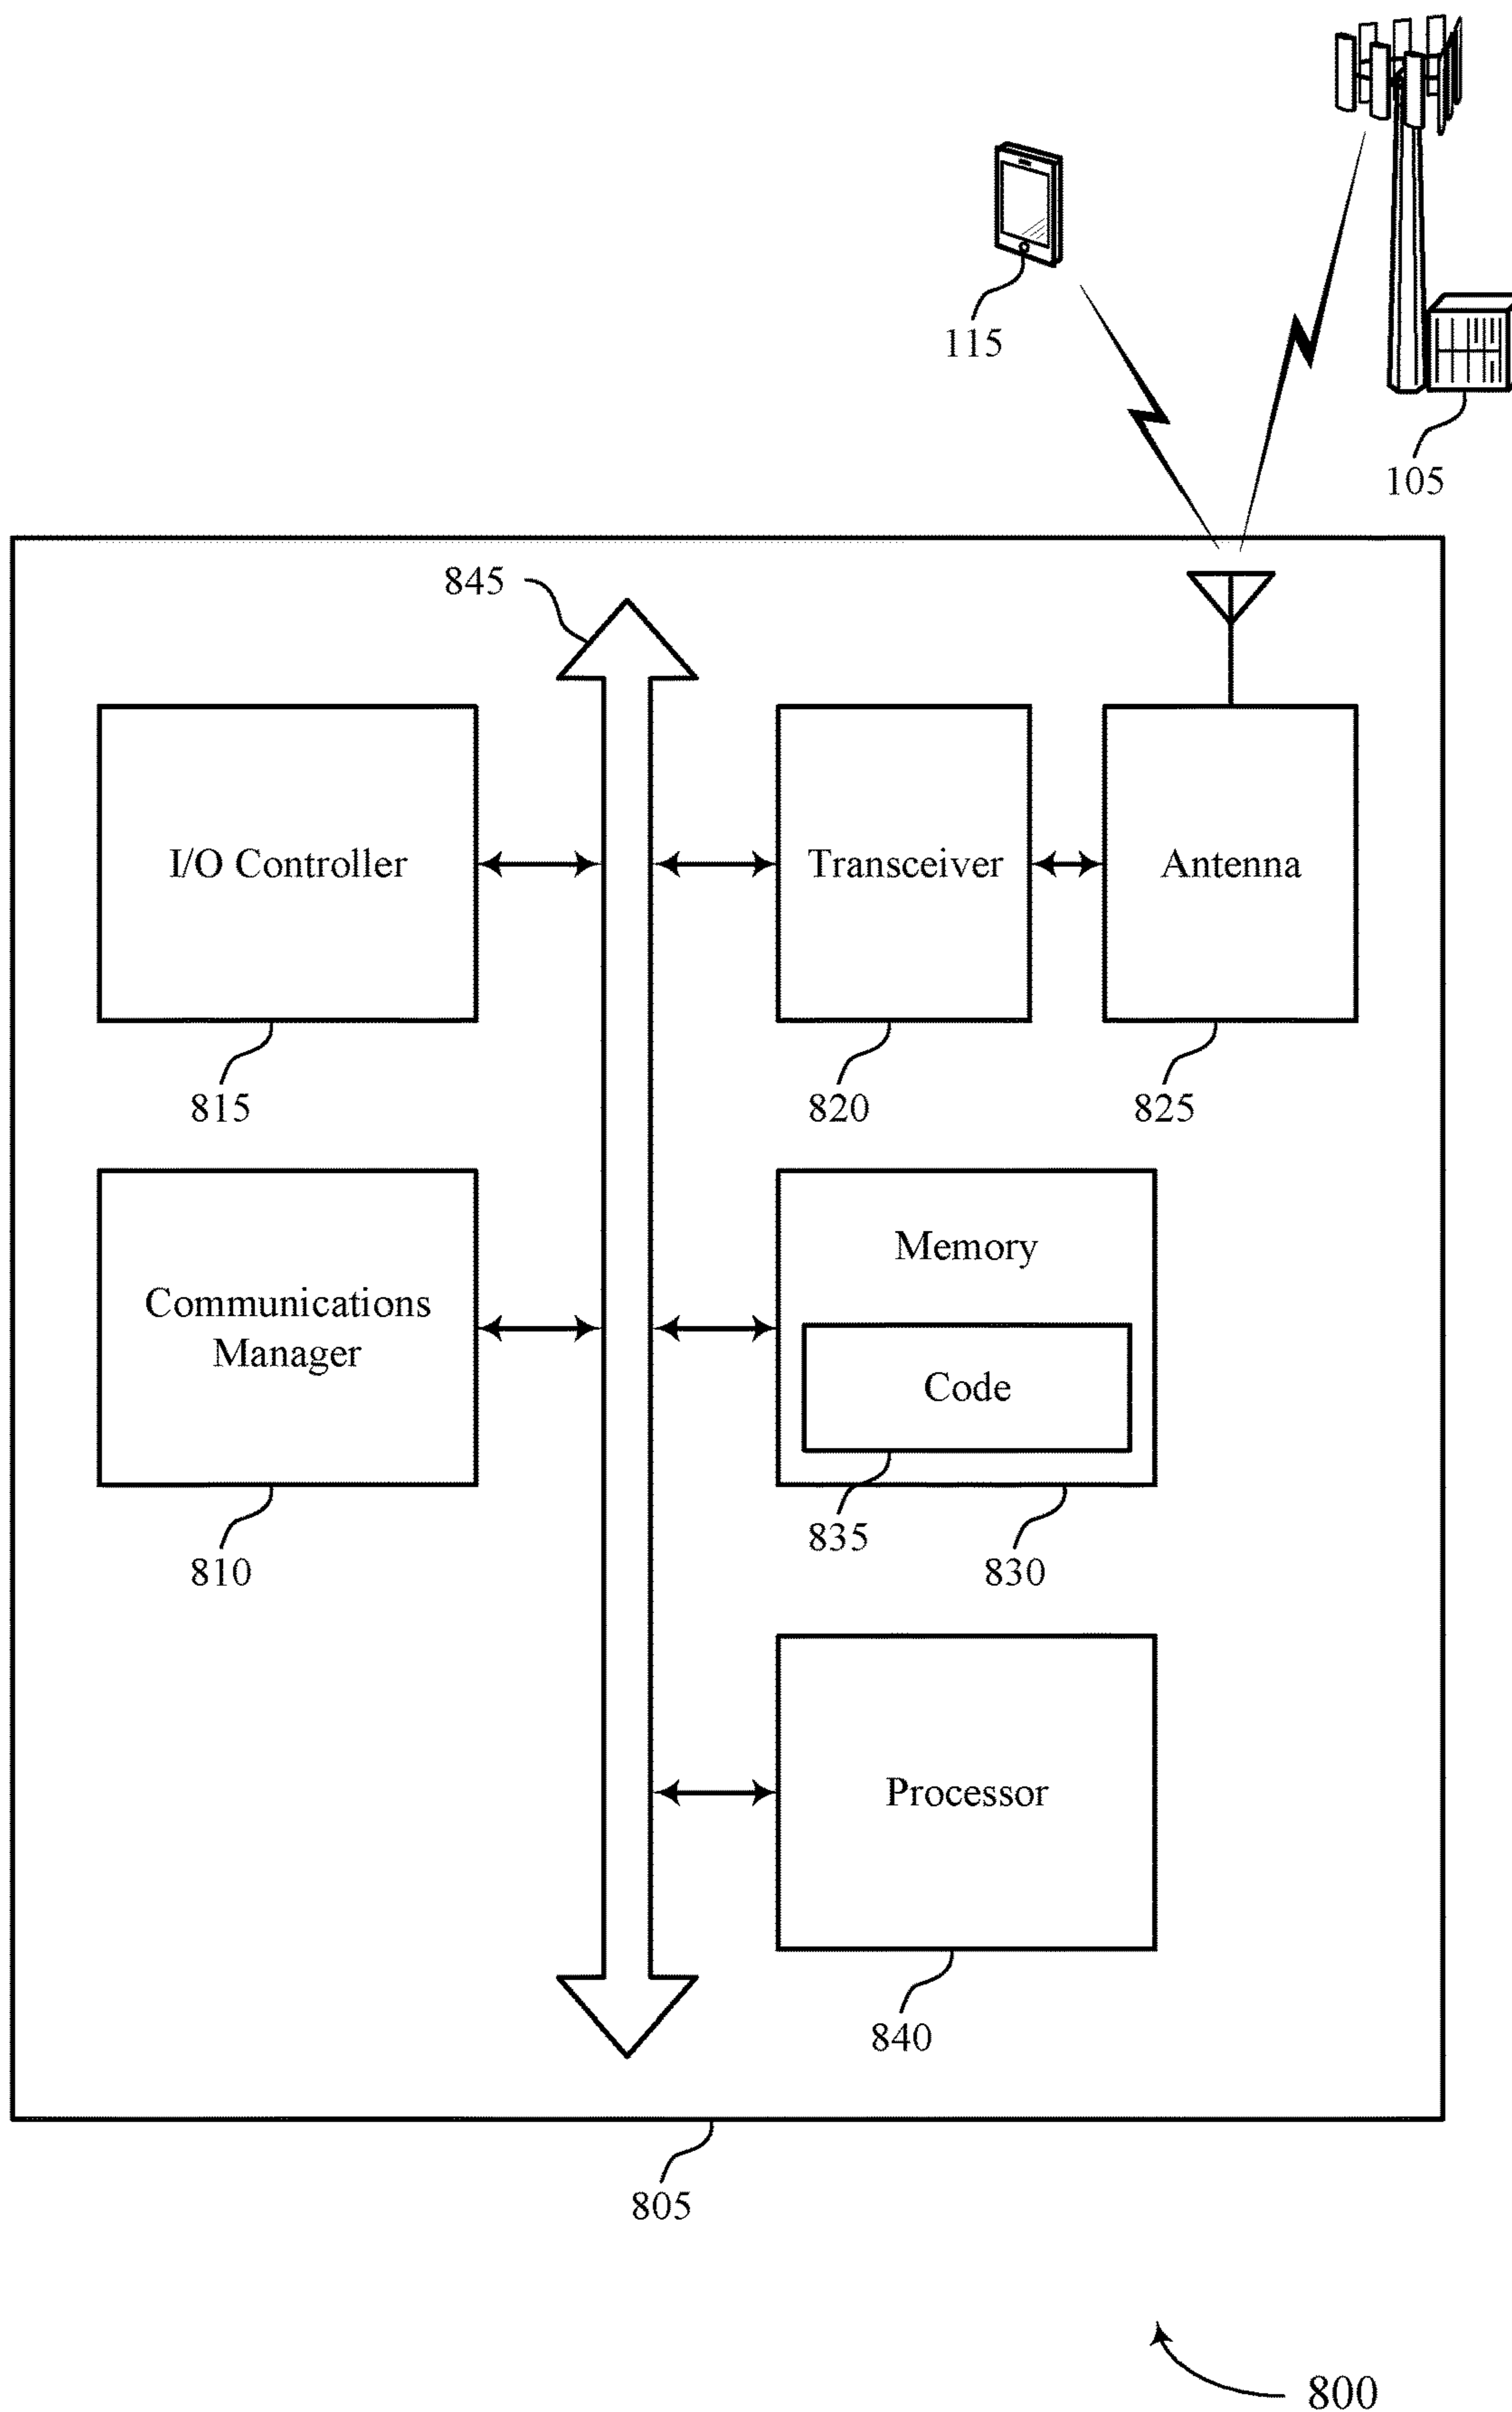 115
105
845
I/O Controller
Transceiver
Antenna
815
820
825
Communications
Manager
Memory
Code
810
835
830
Processor
840
805
800